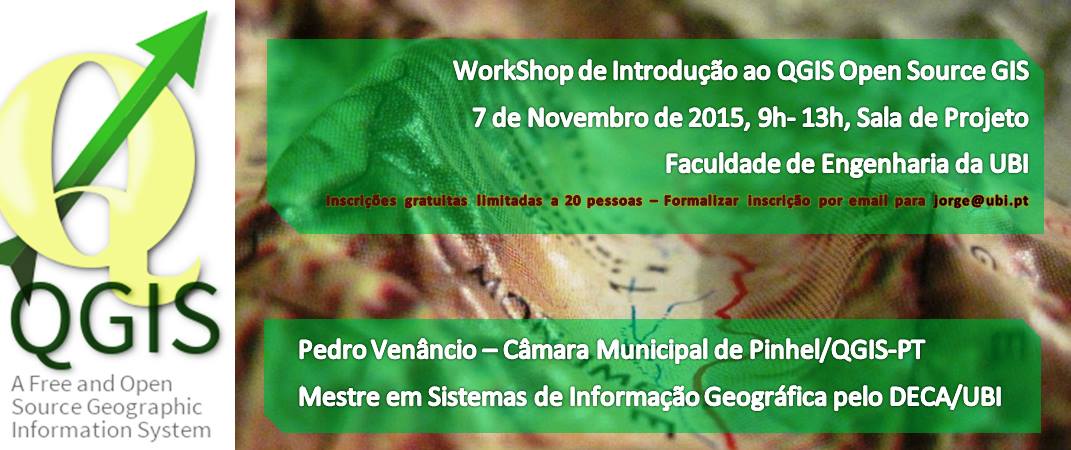 QGIS
A Free and Open
Source Geographic
Information System
WorkShop de Introdução ao QGIS Open Source GIS
7 de Novembro de 2015, 9h- 13h, Sala de Projeto
Faculdade de Engenharia da UBI
Inscrições gratuitas limitadas a 20 pessoas – Formalizar inscrição por email para jorge@ubi.pt
Pedro Venâncio – Câmara Municipal de Pinhel/QGIS-PT
Mestre em Sistemas de Informação Geográfica pelo DECA/UBI